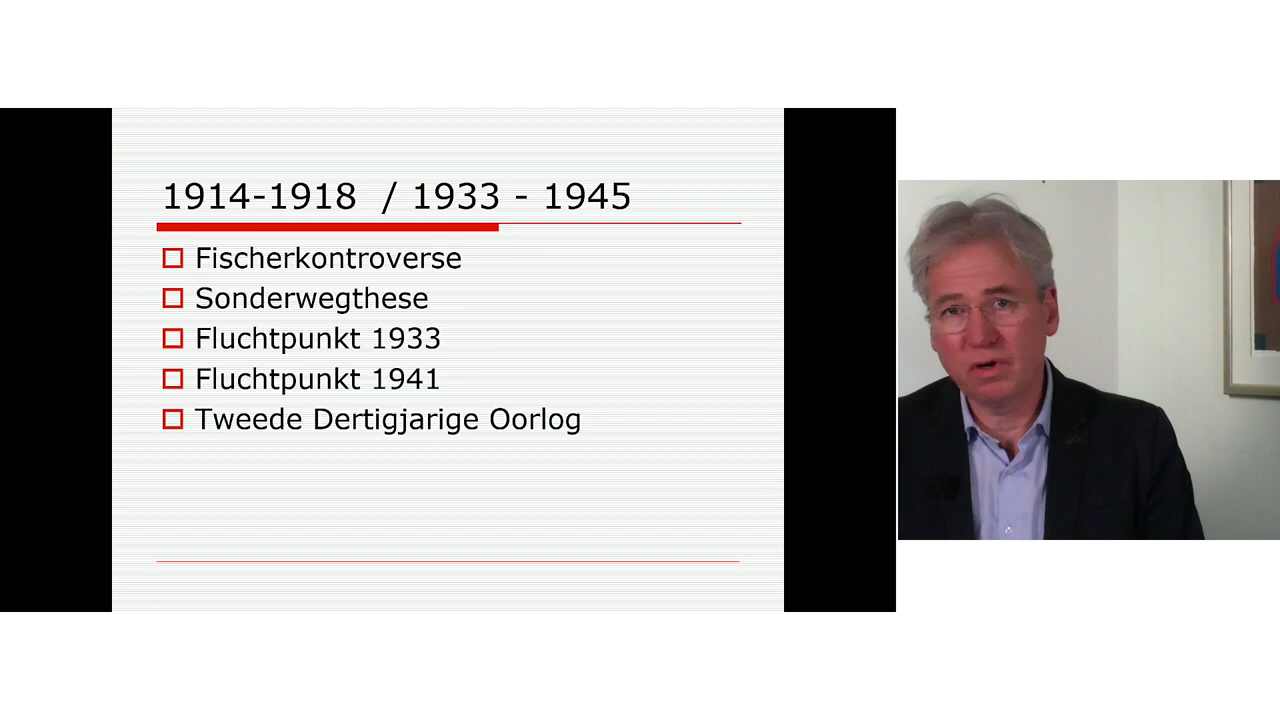 1914-1918 / 1933 - 1945
Fischerkontroverse
Sonderwegthese
Fluchtpunkt 1933
Fluchtpunkt 1941
Tweede Dertigjarige Oorlog